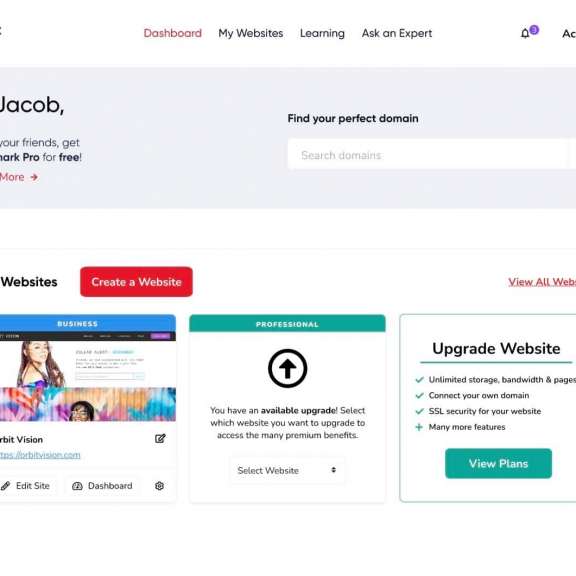 Dashboard My Websites Learning Ask an Expert 3 Ac
Jacob,
your friends, get
nark Pro for free!
More →
Find your perfect domain
Search domains
Websites
Create a Website
View All Webs
BUSINESS
rbit Vision
ttps://orbitvision.com
Edit Site Dashboard
PROFESSIONAL
You have an available upgrade! Select
which website you want to upgrade to
access the many premium benefits.
Select Website
Upgrade Website
Unlimited storage, bandwidth & pages
Connect your own domain
SSL security for your website
Many more features
View Plans